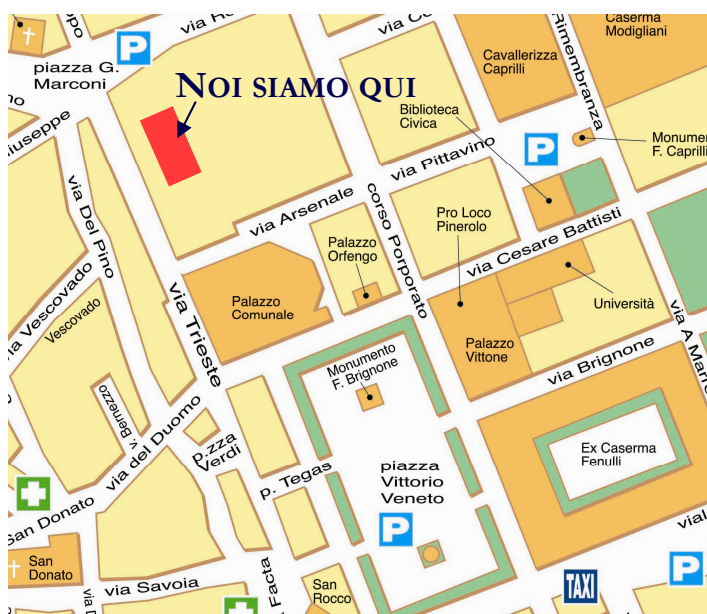 Caserma
Modigliani
Rimembranza
P
piazza G.
Marconi
Cavallerizza
Caprilli
NOI SIAMO QUI
Biblioteca
Civica
P
Monumen
F. Caprilli
via Pittavino
via Arsenale
corso Porporato
Pro Loco
Pinerolo
via Cesare Battisti
Palazzo
Orfengo
via Del Pino
Vescovado
via Trieste
Palazzo
Comunale
Università
Palazzo
Vittone
via Brignone
Monumento
F. Brignone
v. Bernezzo
via del Duomo
p.zza
Verdi
p. Tegas
piazza
Vittorio
Veneto
Ex Caserma
Fenulli
P
San Donato
San
Donato
via Savoia
Facta
San
Rocco
TAXI
P